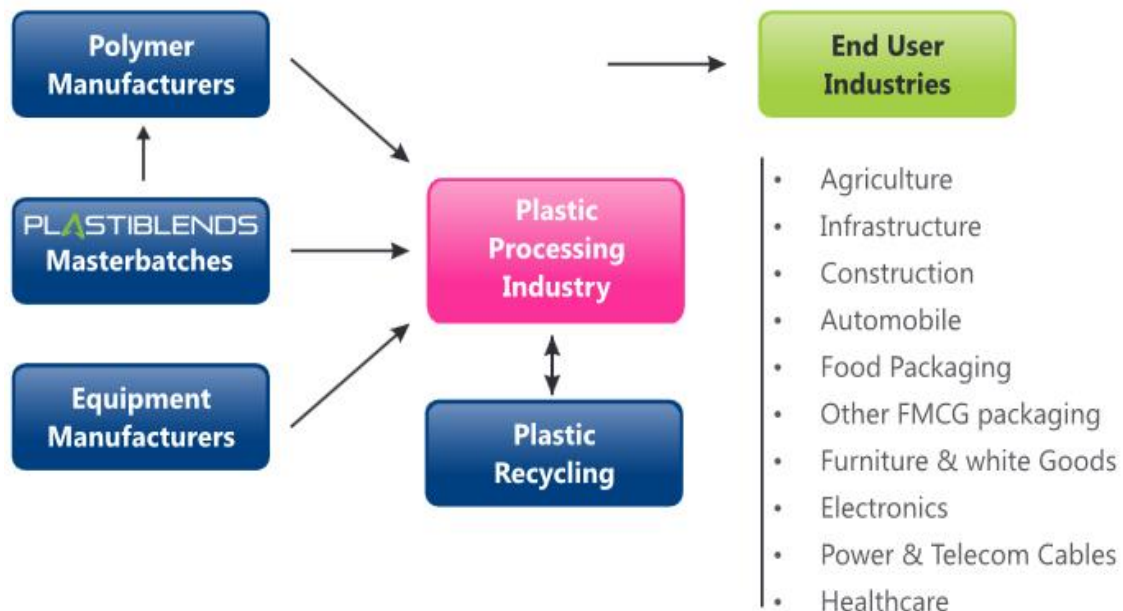 Polymer
Manufacturers
PLASTIBLENDS
Masterbatches
Equipment
Manufacturers
Plastic
Processing
Industry
Plastic
Recycling
End User
Industries
• Agriculture
• Infrastructure
• Construction
• Automobile
• Food Packaging
• Other FMCG packaging
• Furniture & white Goods
• Electronics
• Power & Telecom Cables
• Healthcare